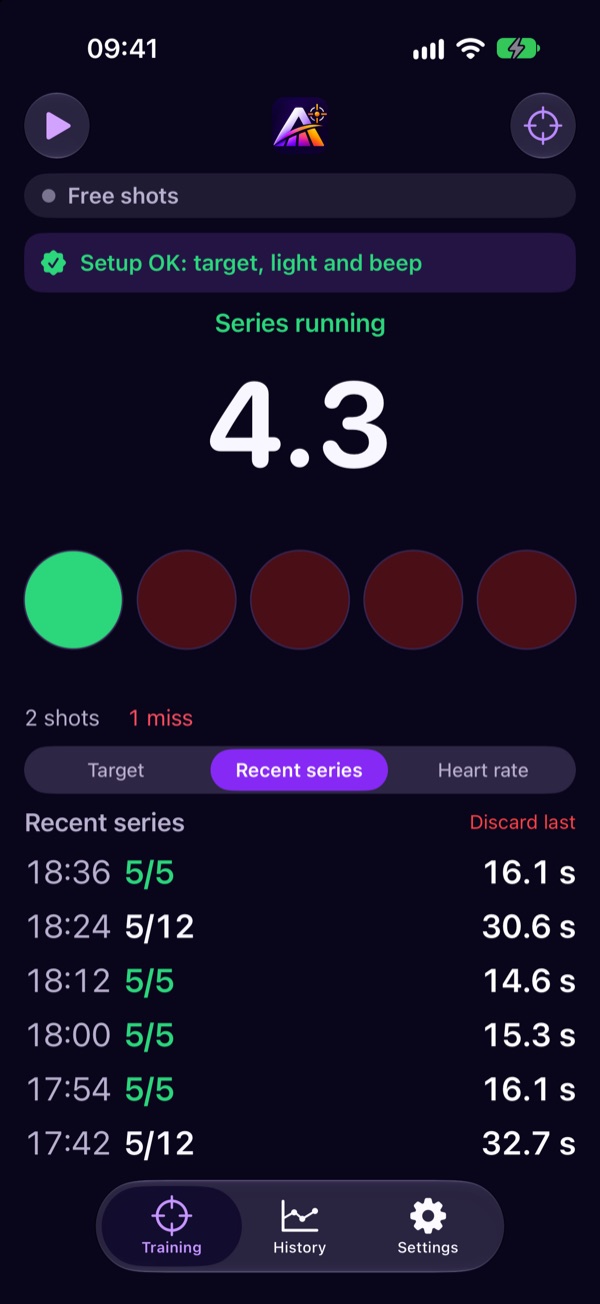 09:41
Free shots
Setup OK: target, light and beep
Series running
4.3
2 shots 1 miss
Target Recent series Heart rate
Recent series Discard last
18:36 5/5 16.1 s
18:24 5/12 30.6 s
18:12 5/5 14.6 s
18:00 5/5 15.3 s
17:54 5/5 16.1 s
17:42 5/12 32.7 s
Training History Settings